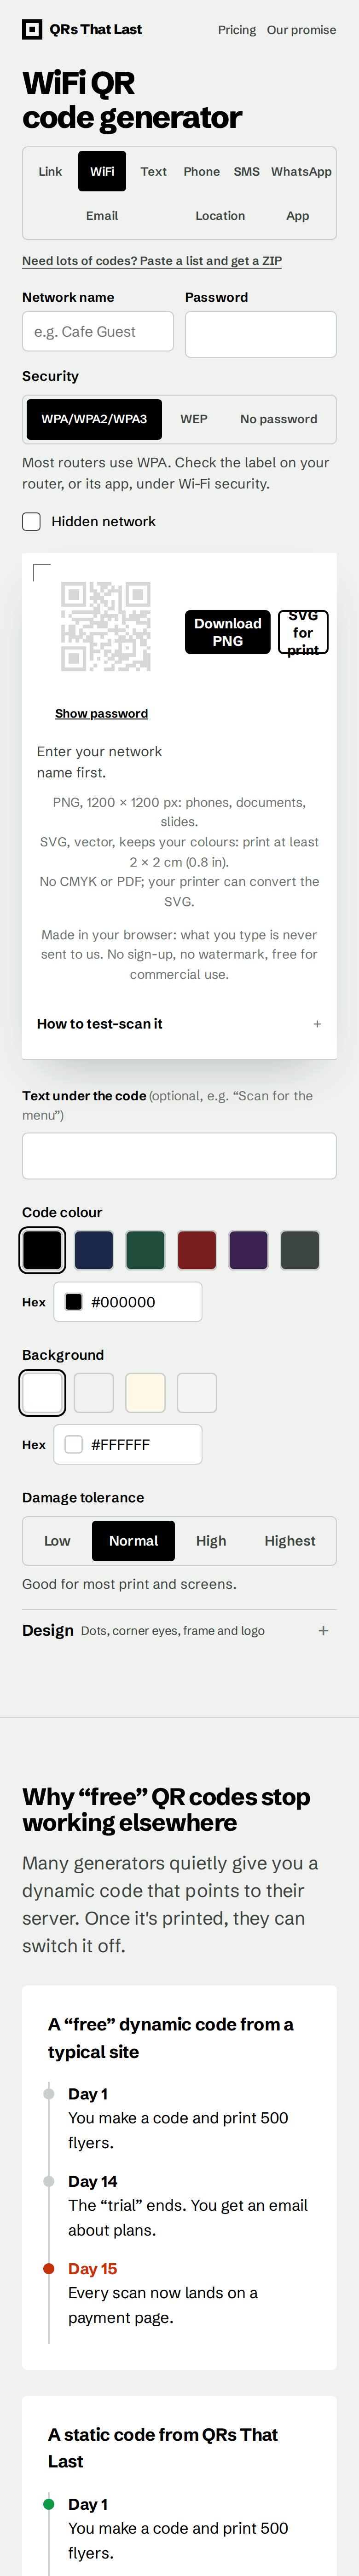 QRs That Last
Pricing Our promise
WiFi QR
code generator
Link WiFi Text Phone SMS WhatsApp
Email Location App
Need lots of codes? Paste a list and get a ZIP
Network name Password
e.g. Cafe Guest
Security
WPA/WPA2/WPA3 WEP No password
Most routers use WPA. Check the label on your
router, or its app, under Wi-Fi security.
Hidden network
Download
PNG
SVG
for
print
Show password
Enter your network
name first.
PNG, 1200 × 1200 px: phones, documents,
slides.
SVG, vector, keeps your colours: print at least
2 × 2 cm (0.8 in).
No CMYK or PDF; your printer can convert the
SVG.
Made in your browser: what you type is never
sent to us. No sign-up, no watermark, free for
commercial use.
How to test-scan it +
Text under the code (optional, e.g. “Scan for the
menu”)
Code colour
Hex #000000
Background
Hex #FFFFFF
Damage tolerance
Low Normal High Highest
Good for most print and screens.
Design Dots, corner eyes, frame and logo +
Why “free” QR codes stop
working elsewhere
Many generators quietly give you a
dynamic code that points to their
server. Once it's printed, they can
switch it off.
A “free” dynamic code from a
typical site
Day 1
You make a code and print 500
flyers.
Day 14
The “trial” ends. You get an email
about plans.
Day 15
Every scan now lands on a
payment page.
A static code from QRs That
Last
Day 1
You make a code and print 500
flyers.